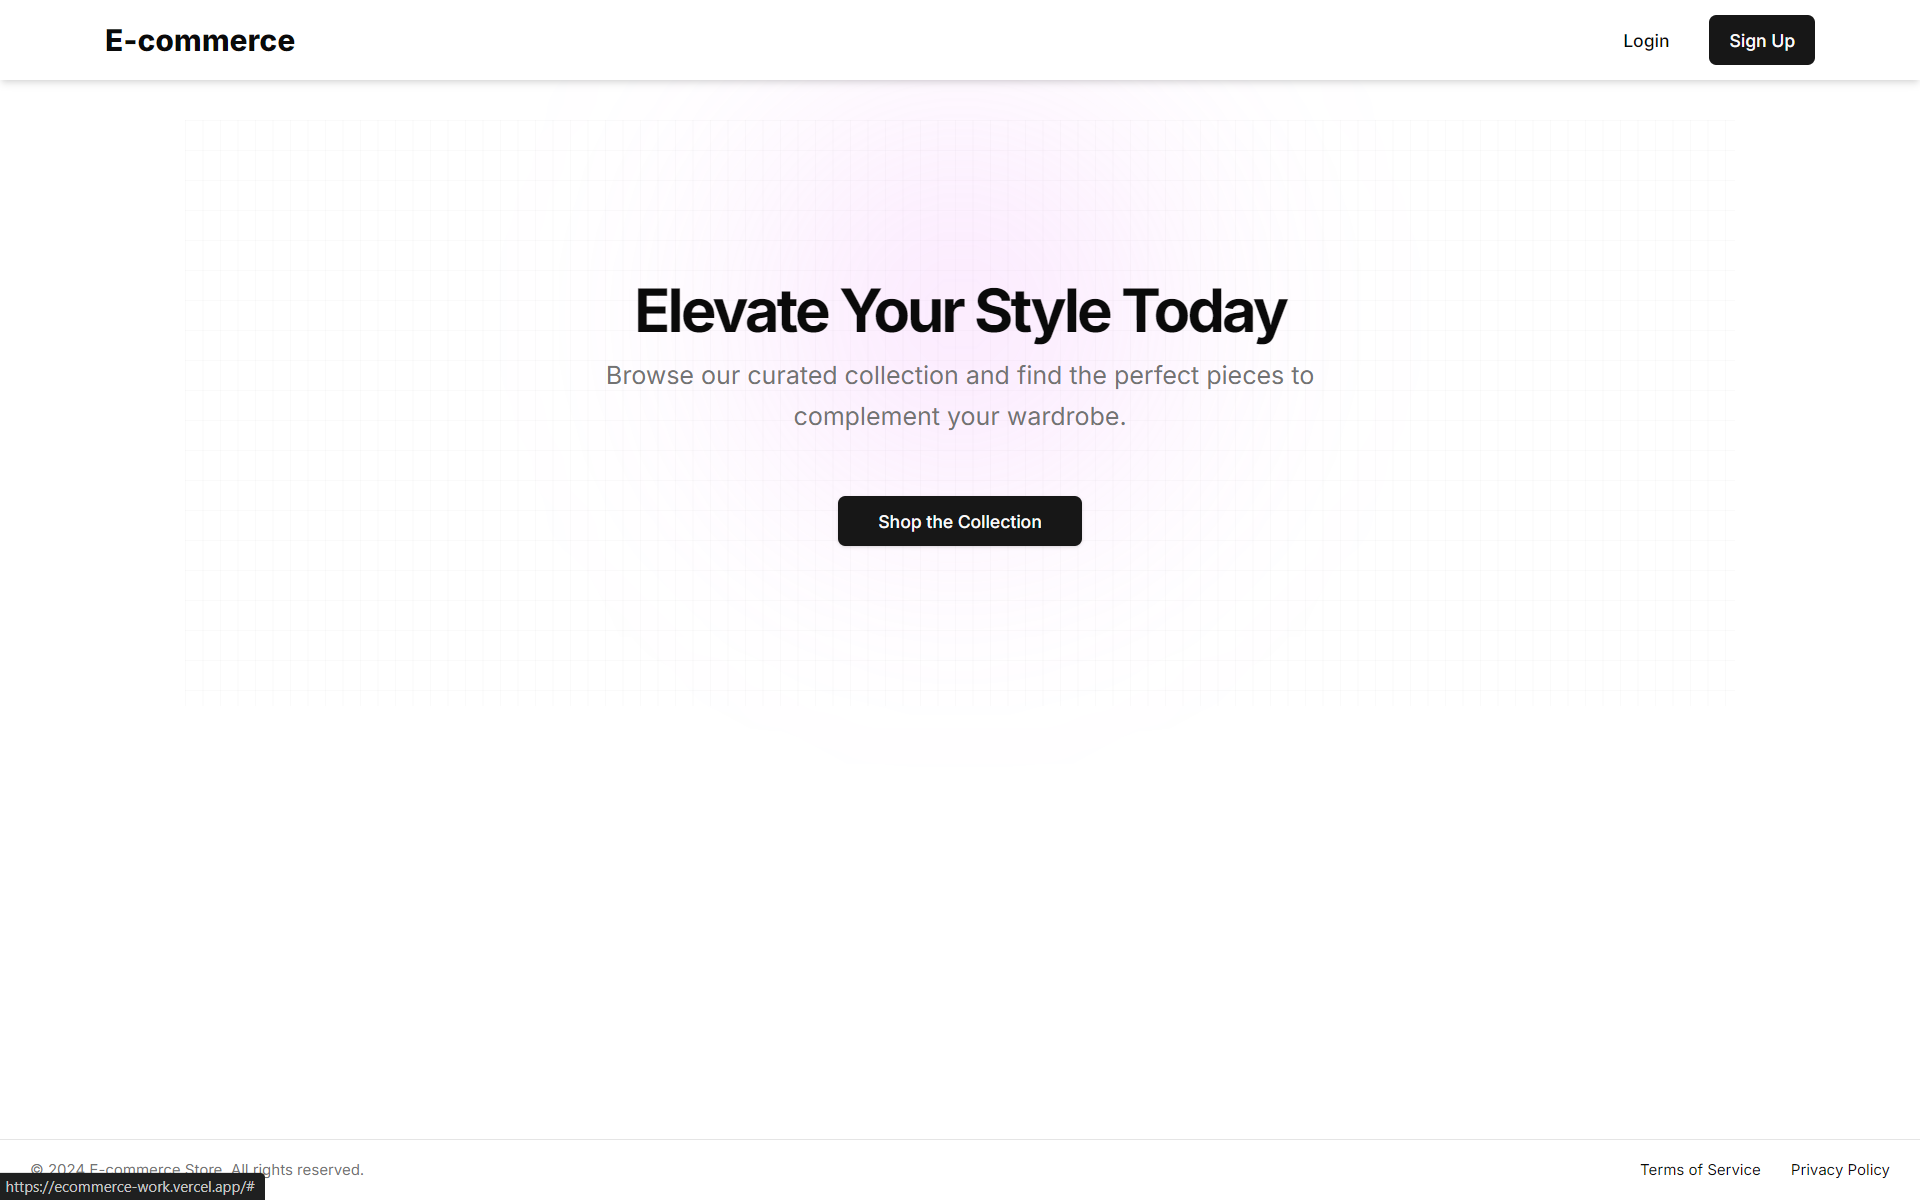 E-commerce
Login
Sign Up
Elevate Your Style Today
Browse our curated collection and find the perfect pieces to
complement your wardrobe.
Shop the Collection
© 2024 E-commerce Store. All rights reserved.
Terms of Service
Privacy Policy
https://ecommerce-work.vercel.app/#